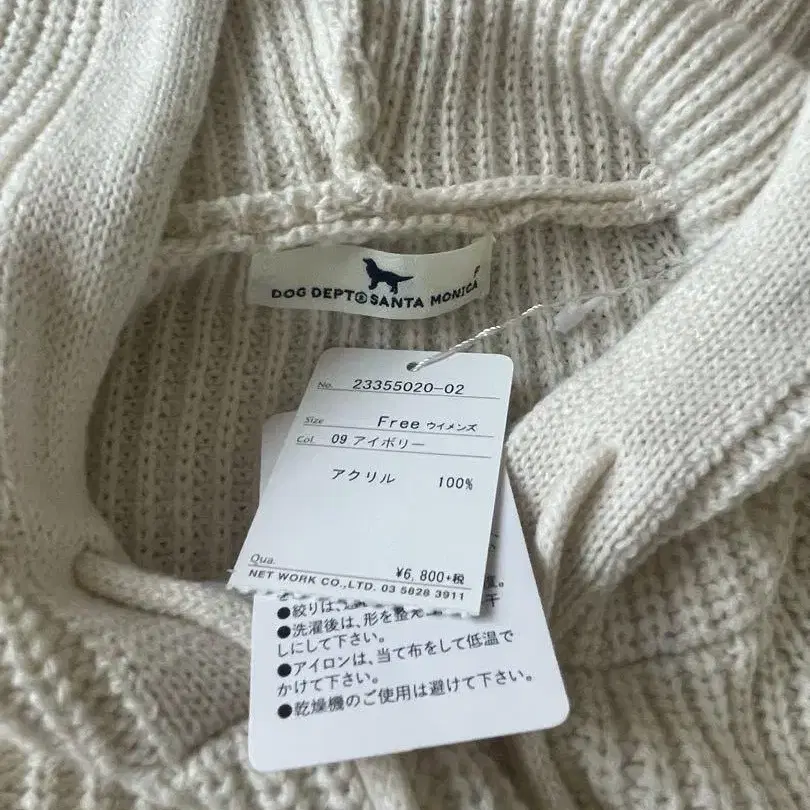 F
DOG DEPT®SANTA MONICA
No. 23355020-02
Size Free ウイメンズ
Col. 09 アイボリー
アクリル 100%
Qua.
¥6,800+税
NET WORK CO.,LTD. 03 5828 3911
●絞りは、
●洗濯後は、形を整え 干
しにして下さい。
●アイロンは、当て布をして低温で
かけて下さい。
●乾燥機のご使用は避けて下さい。